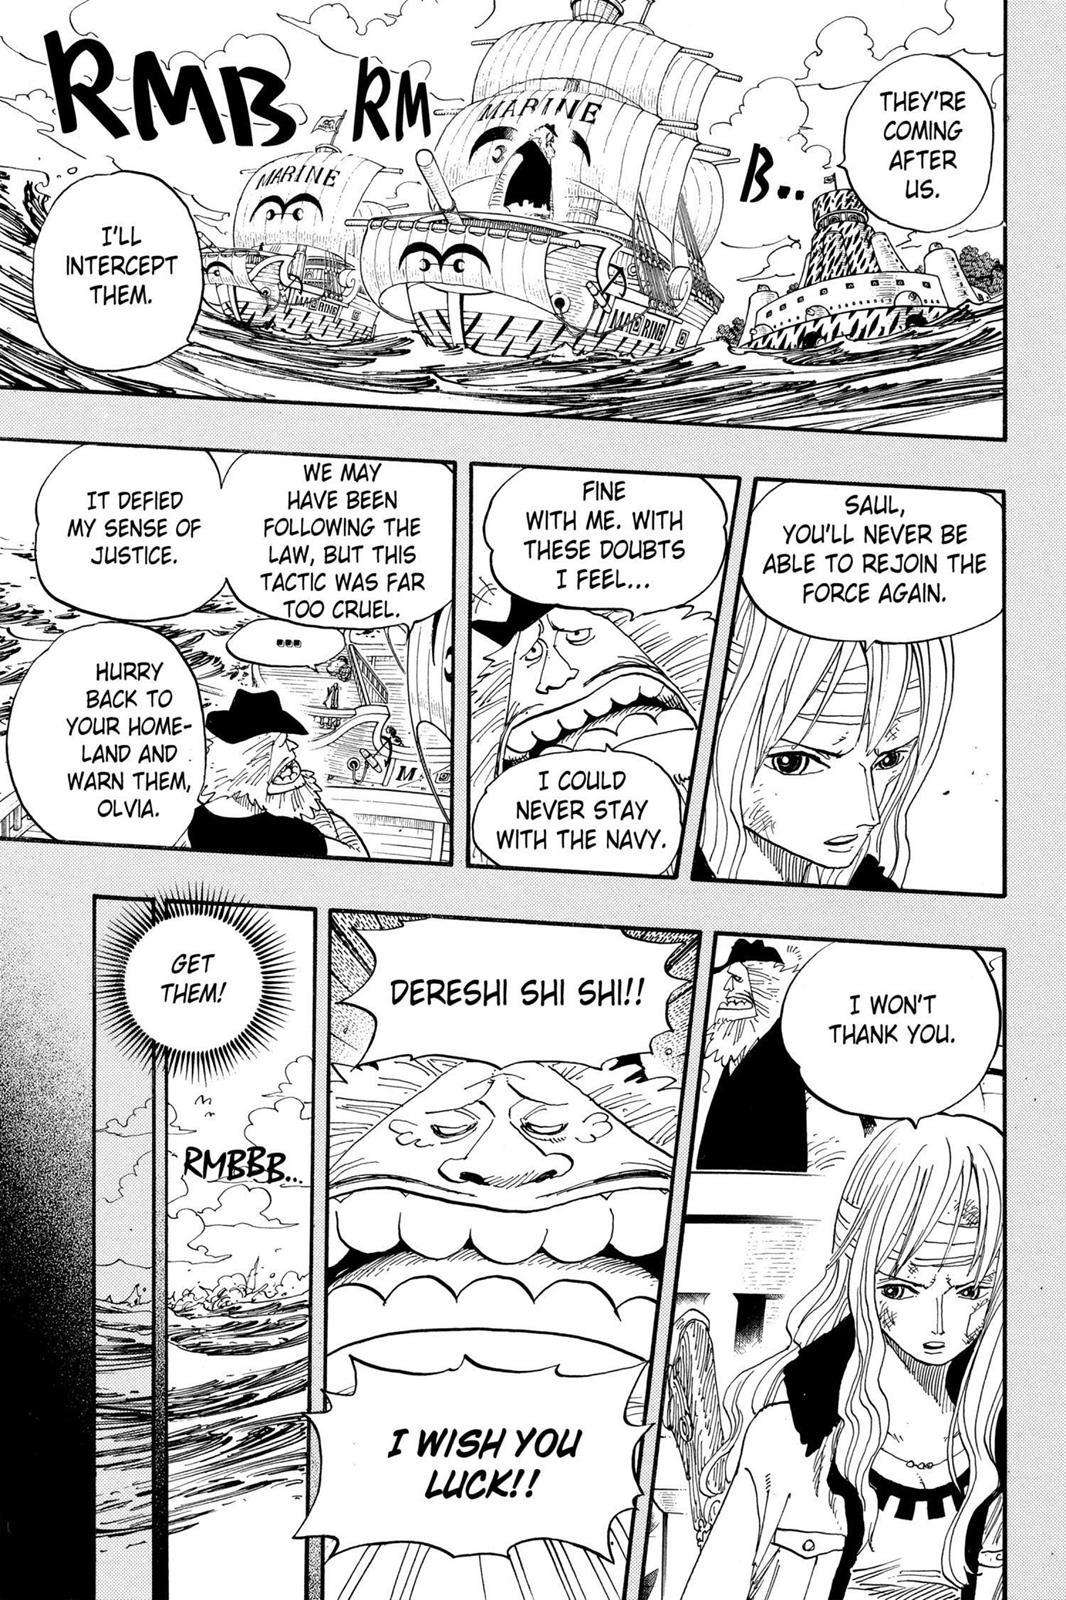 THEY'RE
COMING
AFTER
US.
B..
RM
RMB
MARINE
MARINE
MARINE
MARINE
I'LL
INTERCEPT
THEM.
SAUL,
YOU'LL NEVER BE
ABLE TO REJOIN THE
FORCE AGAIN.
FINE
WITH ME. WITH
THESE DOUBTS
I FEEL...
I COULD
NEVER STAY
WITH THE NAVY.
WE MAY
HAVE BEEN
FOLLOWING THE
LAW, BUT THIS
TACTIC WAS FAR
TOO CRUEL.
IT DEFIED
MY SENSE OF
JUSTICE.
...
HURRY
BACK TO
YOUR HOME-
LAND AND
WARN THEM,
OLVIA.
I WON'T
THANK YOU.
DERESHI SHI SHI!!
I WISH YOU
LUCK!!
GET
THEM!
RMBBB...